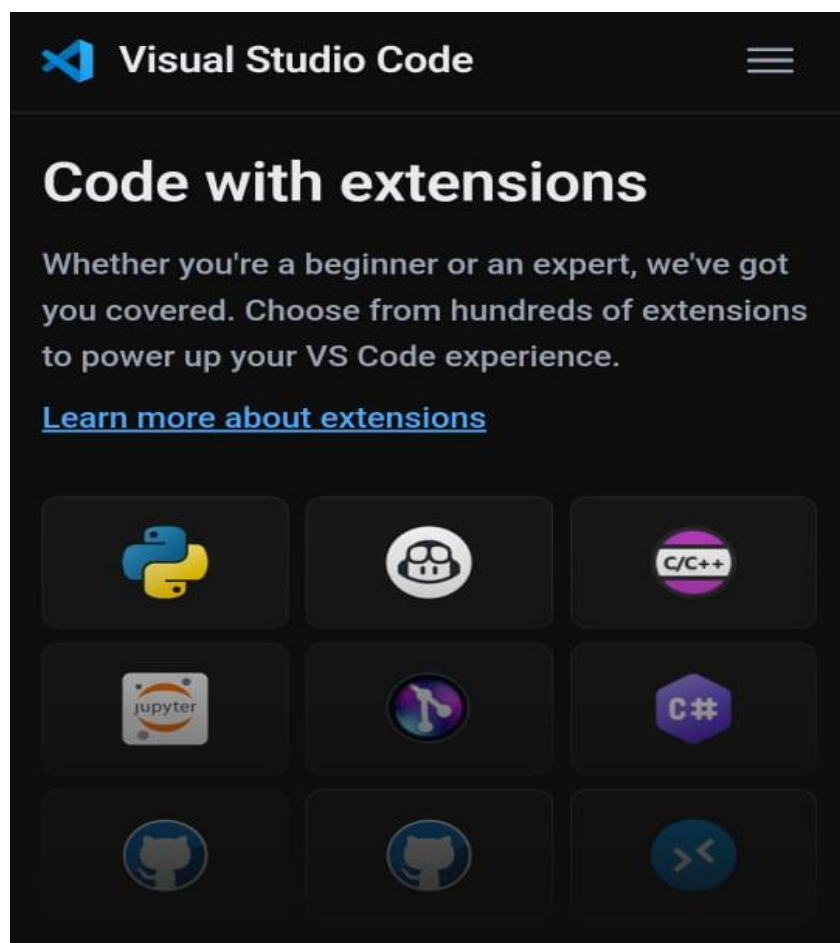 Visual Studio Code
Code with extensions
Whether you're a beginner or an expert, we've got
you covered. Choose from hundreds of extensions
to power up your VS Code experience.
Learn more about extensions
C/C++
jupyter
C#